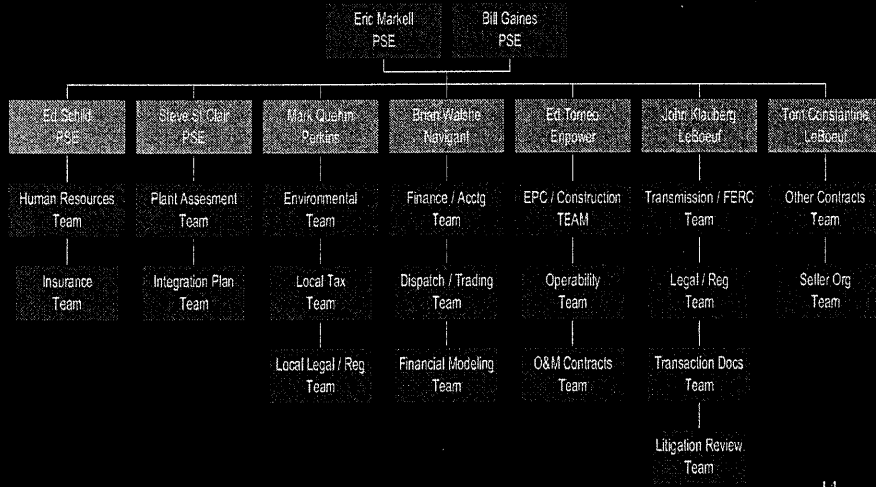 Eric Markell
PSE
Bill Gaines
PSE
Ed Schild
PSE
Steve St Clair
PSE
Mark Quehrn
Perkins
Brian Walshe
Navigant
Ed Tomeo
Enpower
John Klauberg
LeBoeuf
Tom Constantine
LeBoeuf
Human Resources
Team
Plant Assesment
Team
Environmental
Team
Finance / Acctg
Team
EPC / Construction
TEAM
Transmission / FERC
Team
Other Contracts
Team
Insurance
Team
Integration Plan
Team
Local Tax
Team
Dispatch / Trading
Team
Operability
Team
Legal / Reg
Team
Seller Org
Team
Local Legal / Reg
Team
Financial Modeling
Team
O&M Contracts
Team
Transaction Docs
Team
Litigation Review
Team